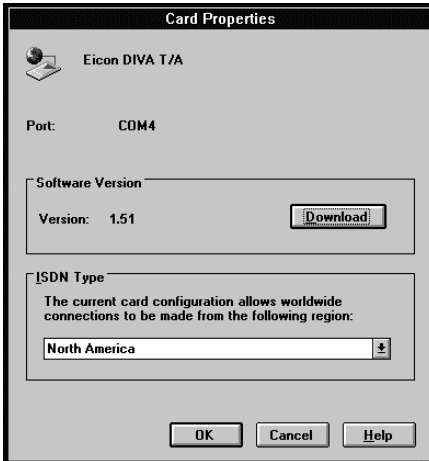 Card Properties
Eicon DIVA T/A
Port: COM4
Software Version
Version: 1.51 Download
ISDN Type
The current card configuration allows worldwide
connections to be made from the following region:
North America
OK Cancel Help